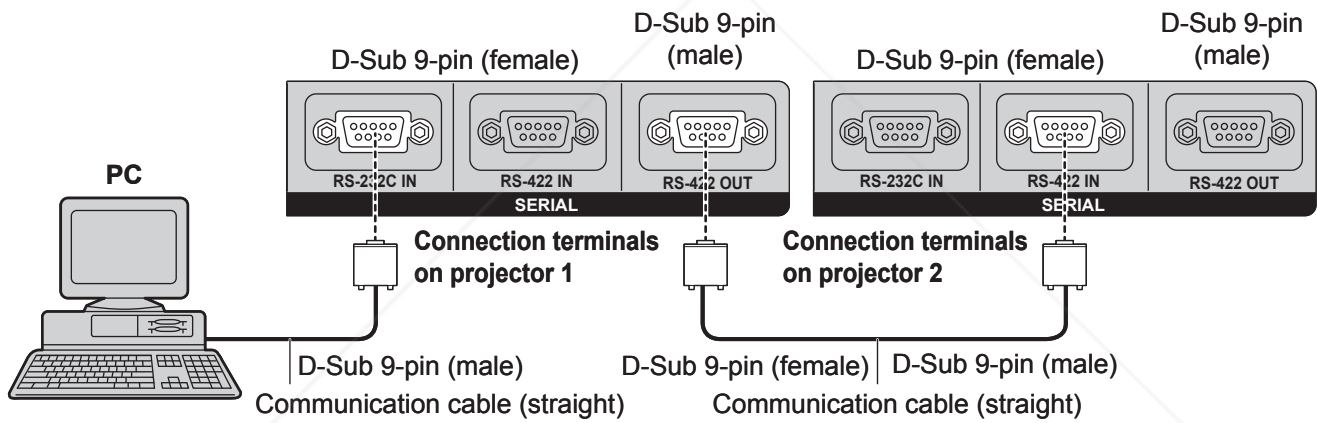 D-Sub 9-pin (female)
D-Sub 9-pin
(male)
D-Sub 9-pin (female)
D-Sub 9-pin
(male)
RS-232C IN
RS-422 IN
RS-422 OUT
SERIAL
RS-232C IN
RS-422 IN
RS-422 OUT
SERIAL
PC
Connection terminals
on projector 1
Connection terminals
on projector 2
D-Sub 9-pin (male)
Communication cable (straight)
D-Sub 9-pin (female)
D-Sub 9-pin (male)
Communication cable (straight)